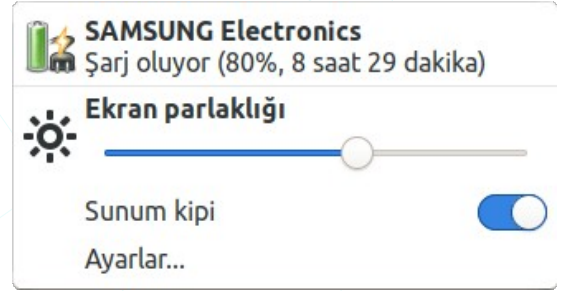 SAMSUNG Electronics
Şarj oluyor (80%, 8 saat 29 dakika)
Ekran parlaklığı
Sunum kipi
Ayarlar...